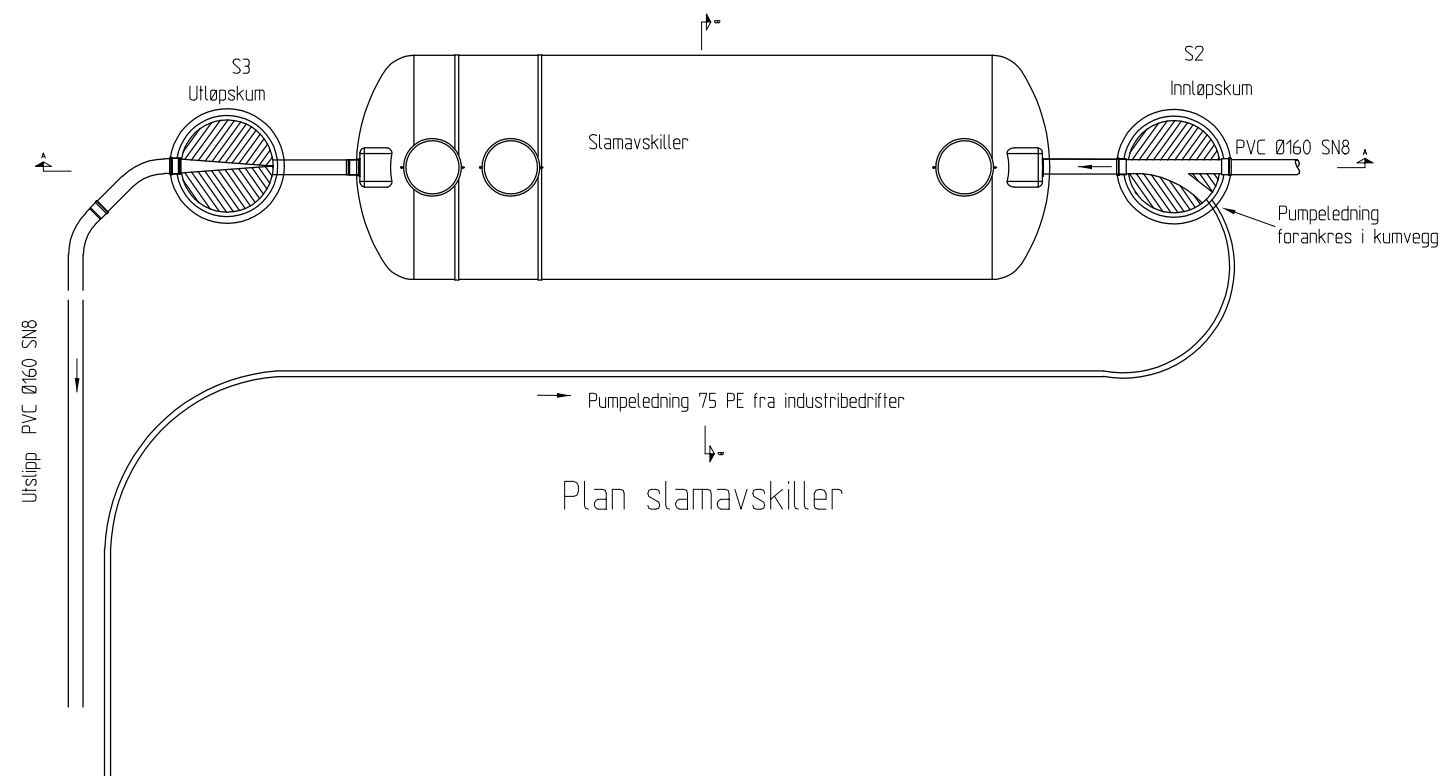 B
S3
Utløpskum
S2
Innløpskum
Slamavskiller
PVC Ø160 SN8
A
A
Pumpeledning
forankres i kumvegg
Utslipp PVC Ø160 SN8
Pumpeledning 75 PE fra industribedrifter
B
Plan slamavskiller